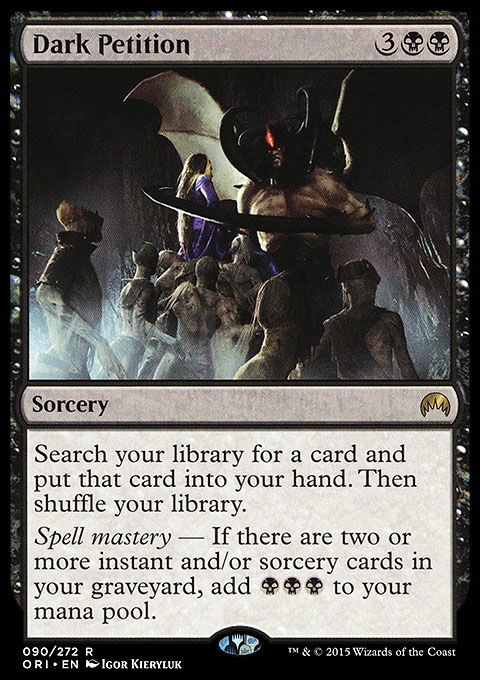 Dark Petition 3
Sorcery
Search your library for a card and
put that card into your hand. Then
shuffle your library.
Spell mastery — If there are two or
more instant and/or sorcery cards in
your graveyard, add to your
mana pool.
090/272 R
ORI • EN IGOR KIERYLUK
™ & © 2015 Wizards of the Coast